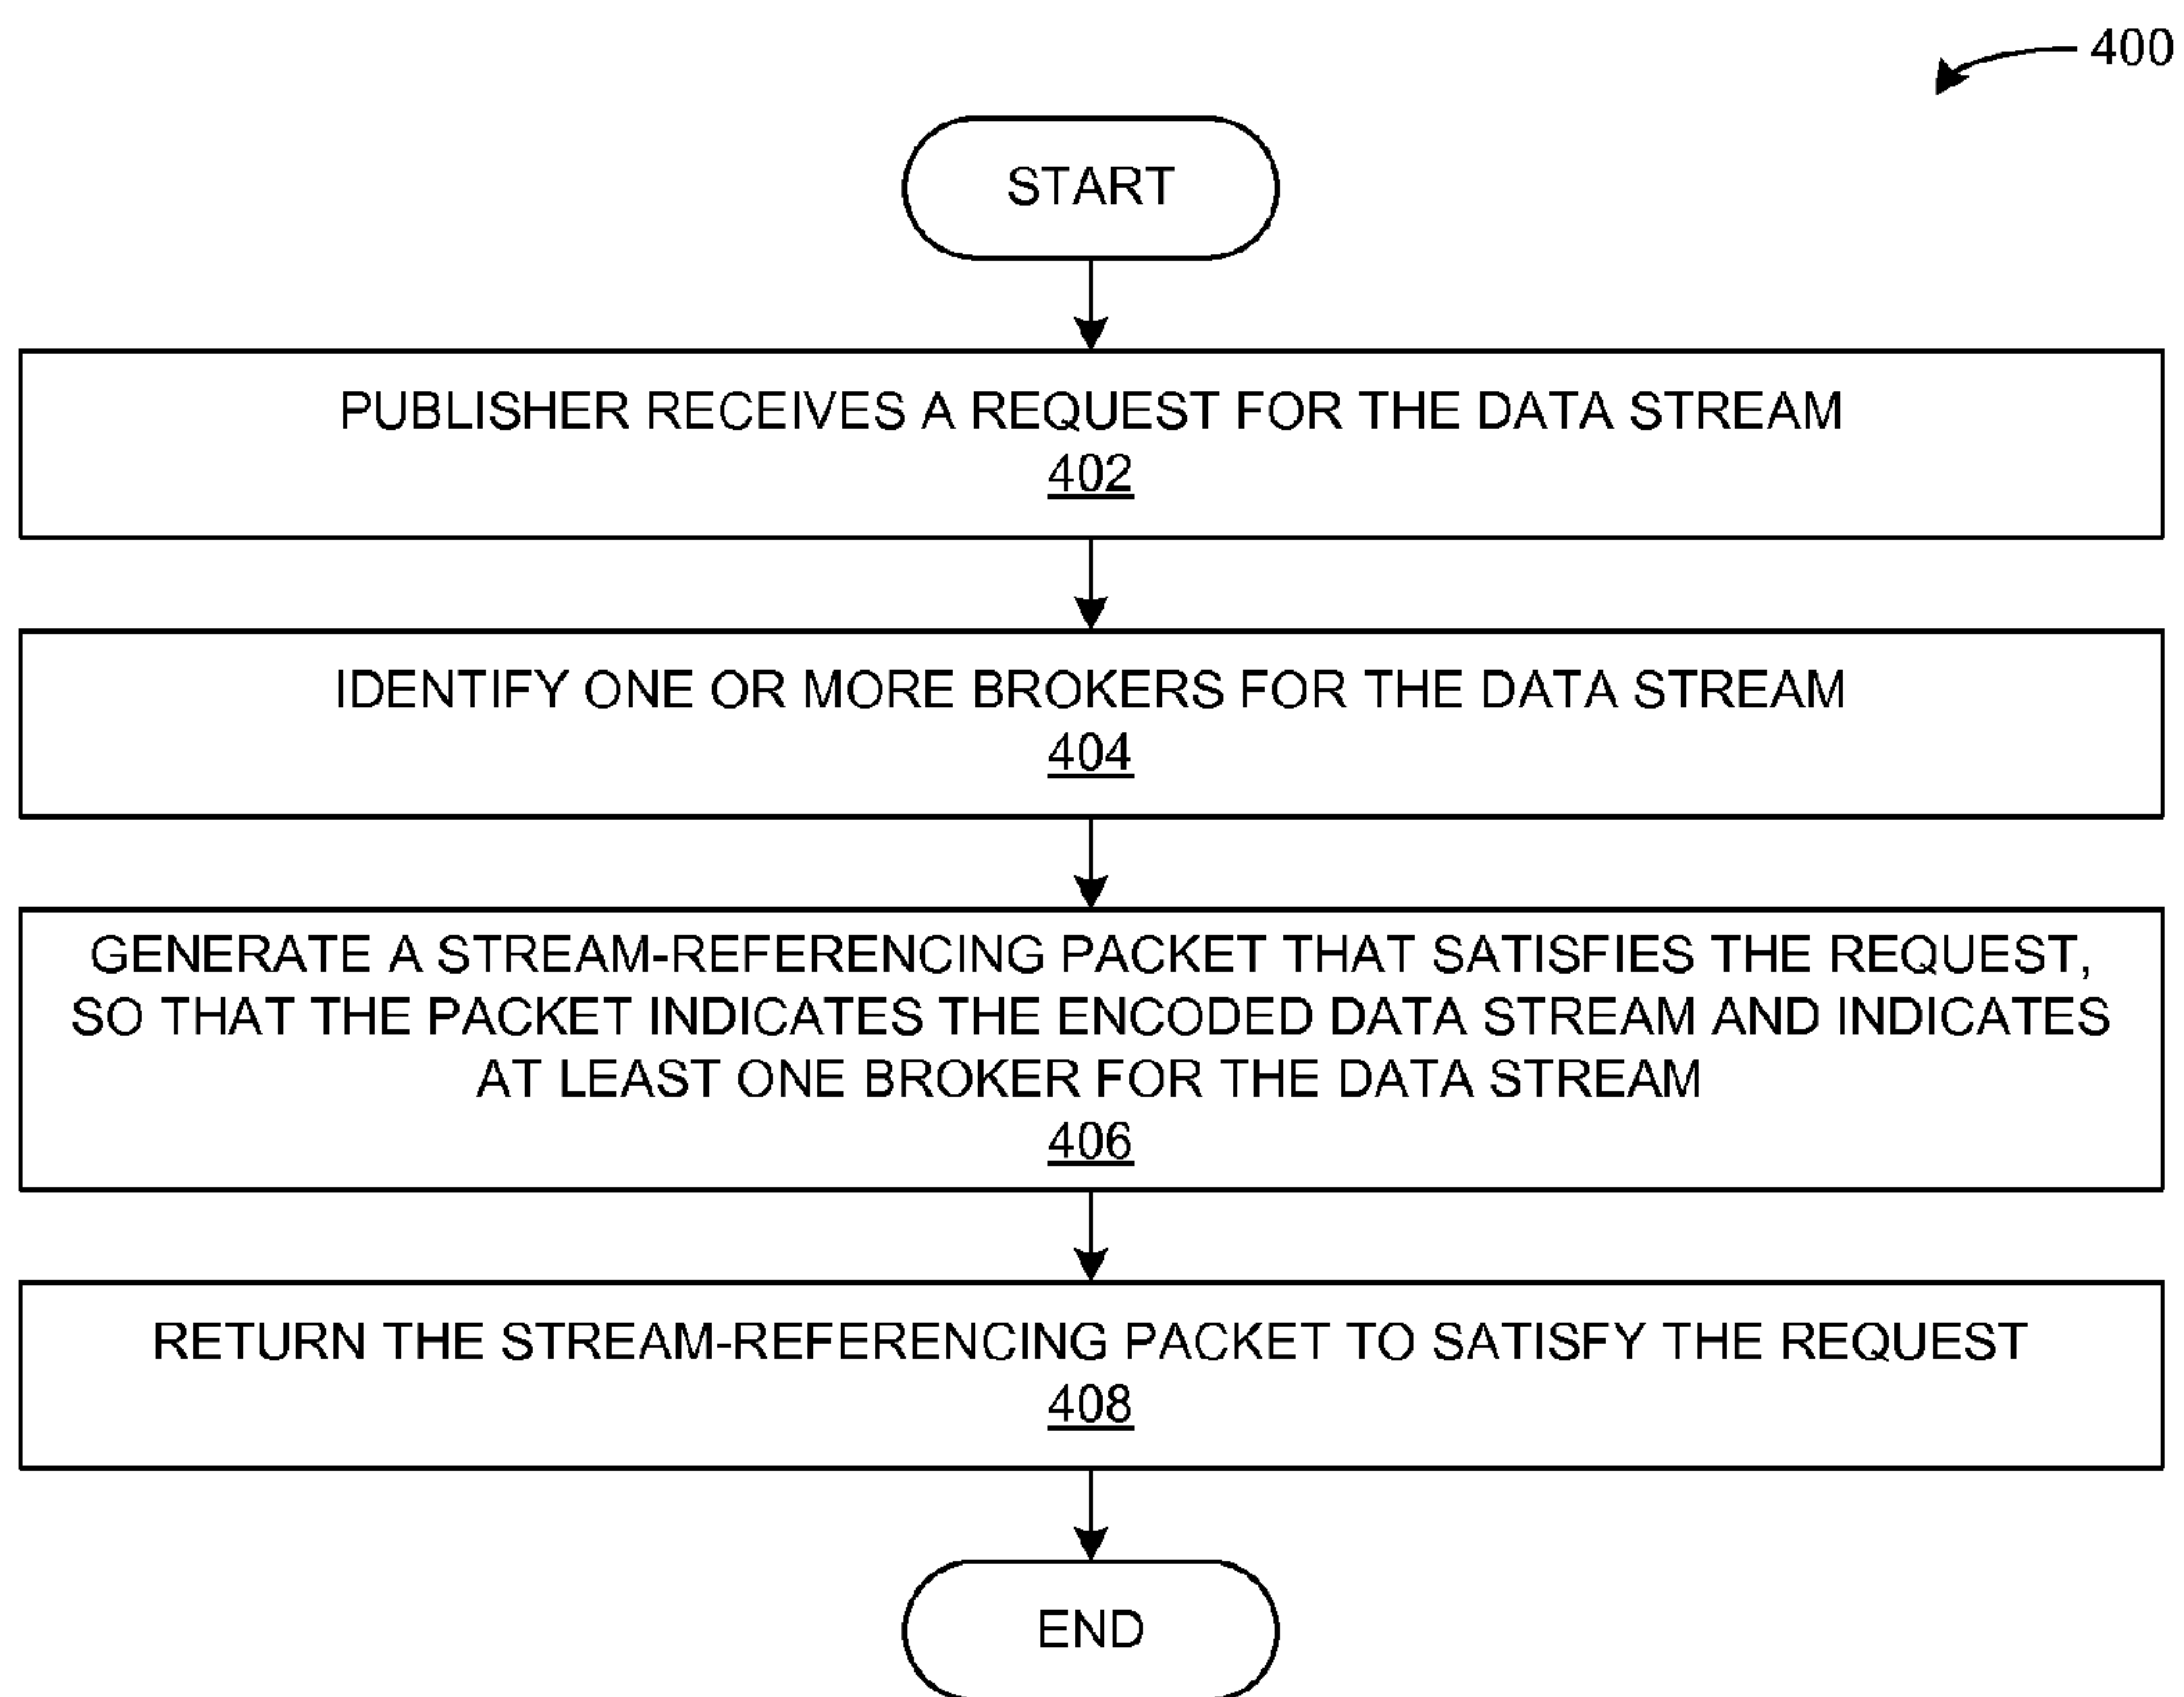 400
START
PUBLISHER RECEIVES A REQUEST FOR THE DATA STREAM
402
IDENTIFY ONE OR MORE BROKERS FOR THE DATA STREAM
404
GENERATE A STREAM-REFERENCING PACKET THAT SATISFIES THE REQUEST,
SO THAT THE PACKET INDICATES THE ENCODED DATA STREAM AND INDICATES
AT LEAST ONE BROKER FOR THE DATA STREAM
406
RETURN THE STREAM-REFERENCING PACKET TO SATISFY THE REQUEST
408
END